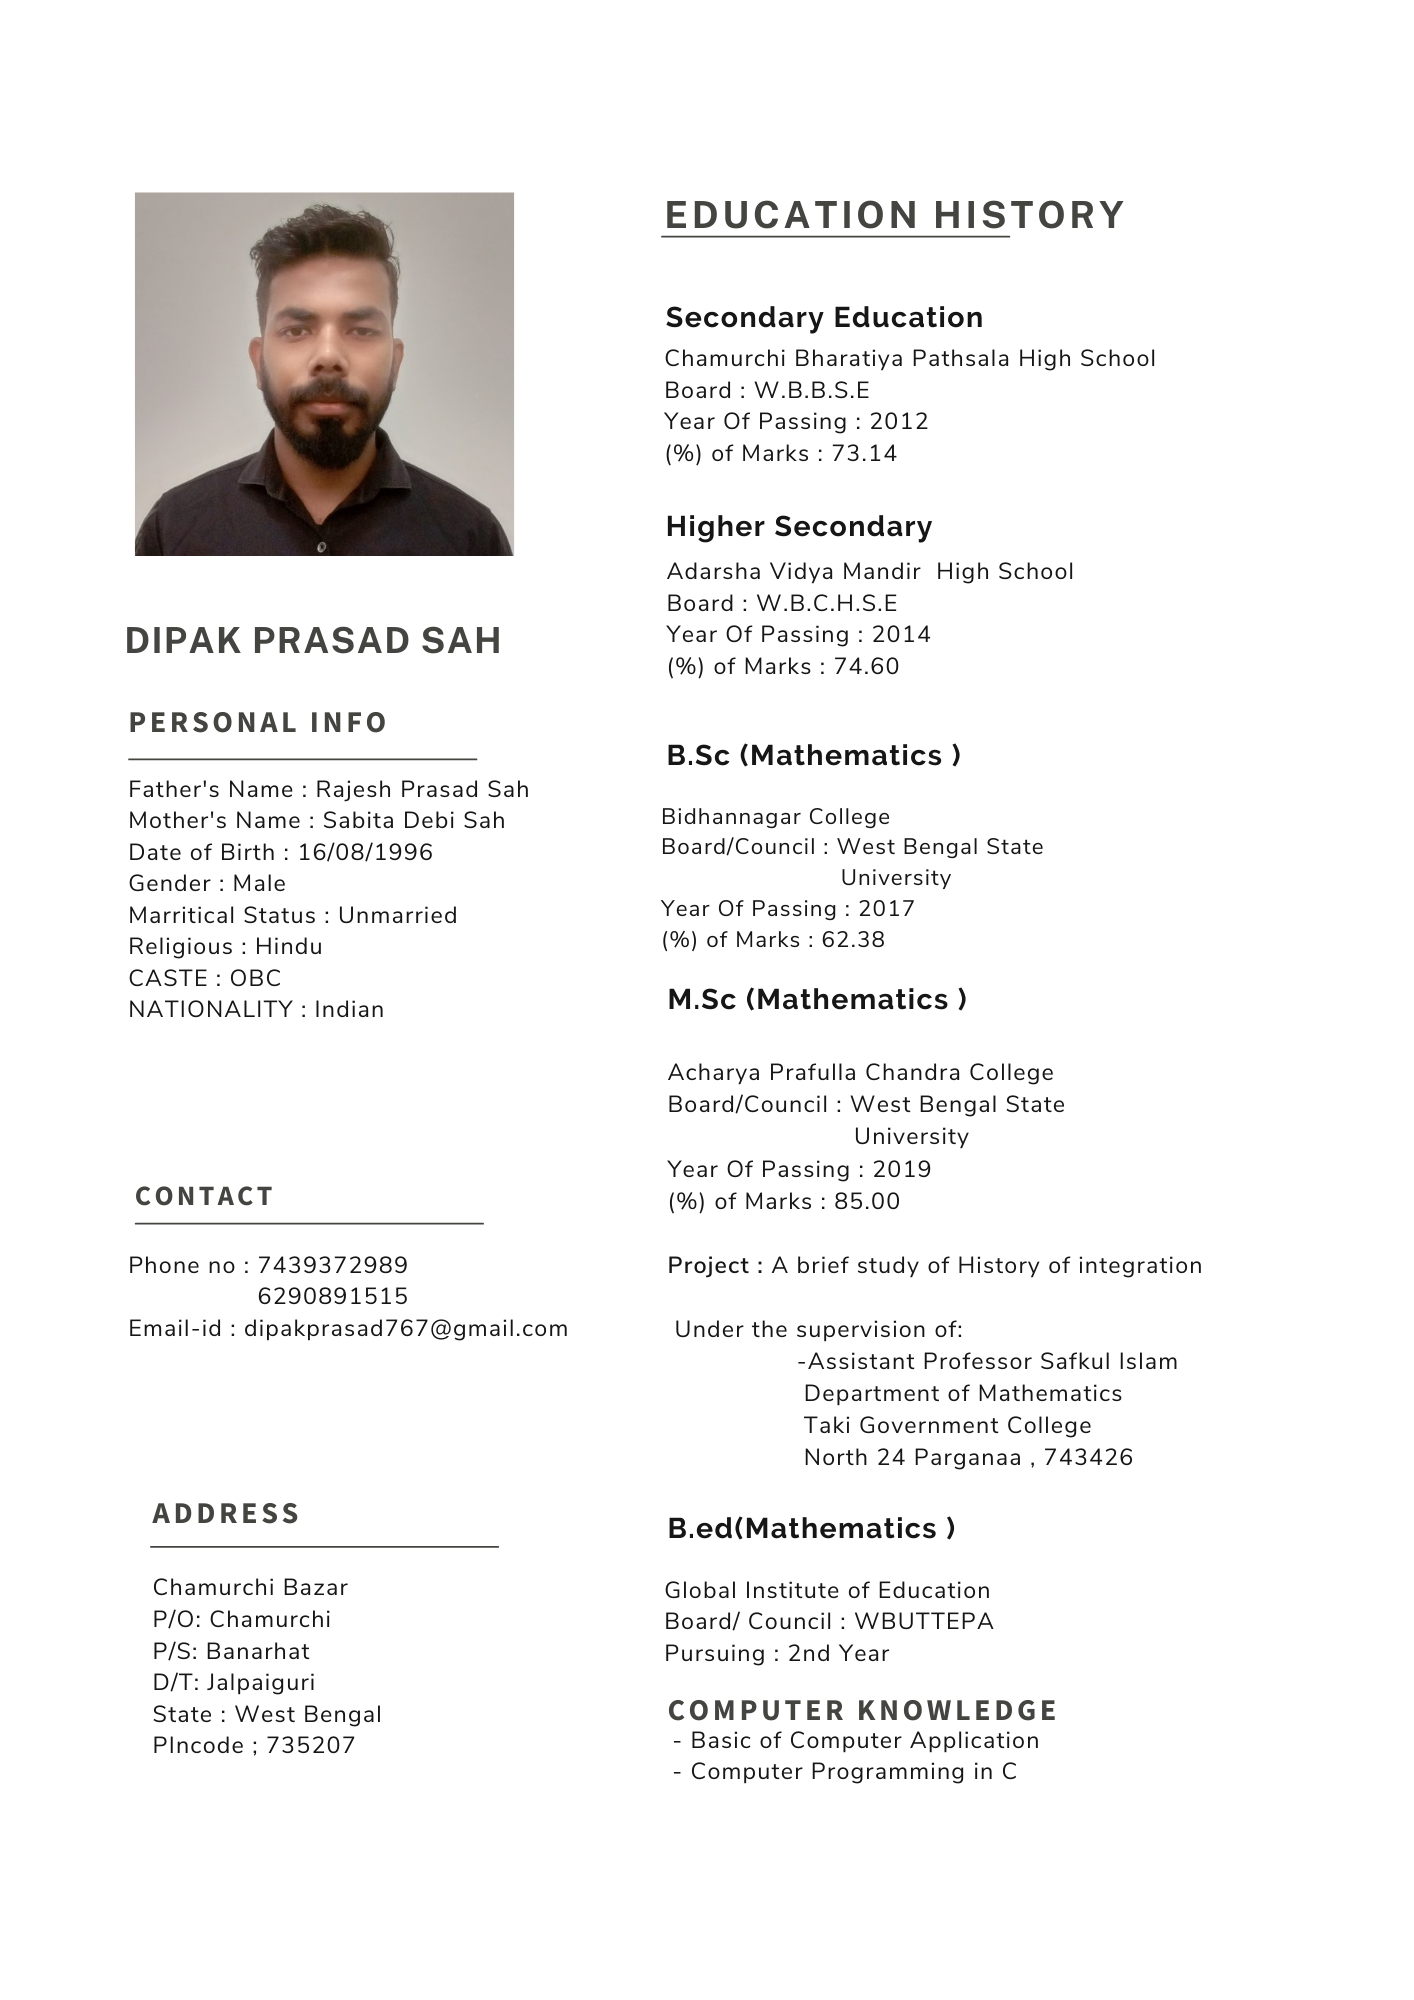 DIPAK PRASAD SAH
PERSONAL INFO
Father's Name : Rajesh Prasad Sah
Mother's Name : Sabita Debi Sah
Date of Birth : 16/08/1996
Gender : Male
Marritical Status : Unmarried
Religious : Hindu
CASTE : OBC
NATIONALITY : Indian
CONTACT
Phone no : 7439372989
6290891515
Email-id : dipakprasad767@gmail.com
ADDRESS
Chamurchi Bazar
P/O: Chamurchi
P/S: Banarhat
D/T: Jalpaiguri
State : West Bengal
PIncode ; 735207
EDUCATION HISTORY
Secondary Education
Chamurchi Bharatiya Pathsala High School
Board : W.B.B.S.E
Year Of Passing : 2012
(%) of Marks : 73.14
Higher Secondary
Adarsha Vidya Mandir  High School
Board : W.B.C.H.S.E
Year Of Passing : 2014
(%) of Marks : 74.60
B.Sc (Mathematics )
Bidhannagar College
Board/Council : West Bengal State
University
Year Of Passing : 2017
(%) of Marks : 62.38
M.Sc (Mathematics )
Acharya Prafulla Chandra College
Board/Council : West Bengal State
University
Year Of Passing : 2019
(%) of Marks : 85.00
Project : A brief study of History of integration
Under the supervision of:
-Assistant Professor Safkul Islam
Department of Mathematics
Taki Government College
North 24 Parganaa , 743426
B.ed(Mathematics )
Global Institute of Education
Board/ Council : WBUTTEPA
Pursuing : 2nd Year
COMPUTER KNOWLEDGE
- Basic of Computer Application
- Computer Programming in C